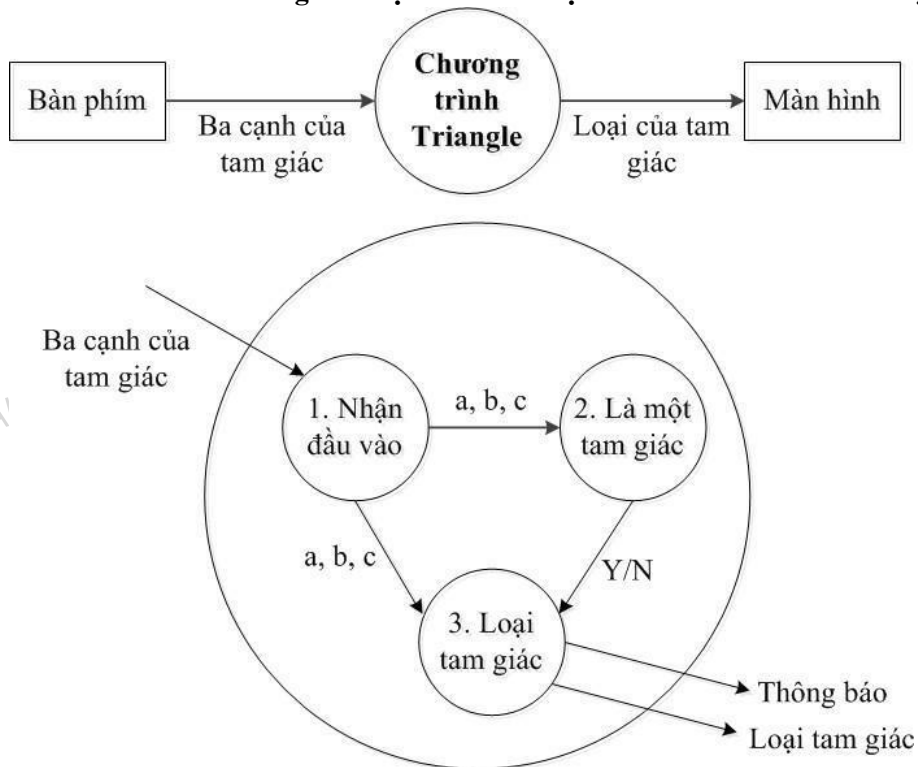 Bàn phím
Ba cạnh của
tam giác
Chương
trình
Triangle
Loại của tam
giác
Màn hình
Ba cạnh của
tam giác
1. Nhận
đầu vào
a, b, c
2. Là một
tam giác
a, b, c
Y/N
3. Loại
tam giác
Thông báo
Loại tam giác